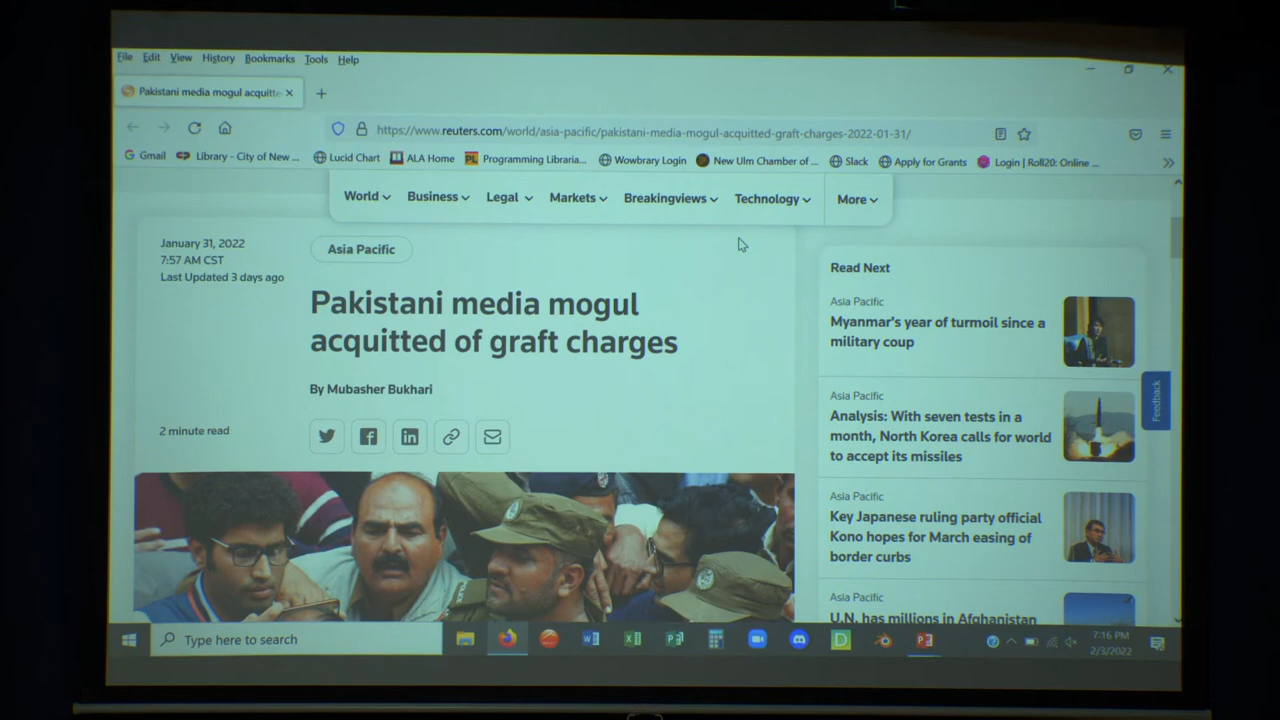 File Edit View History Bookmarks Tools Help
Pakistani media mogul acquitte
https://www.reuters.com/world/asia-pacific/pakistani-media-mogul-acquitted-graft-charges-2022-01-31/
Gmail Library - City of New ... Lucid Chart ALA Home PL Programming Libraria... Wowbrary Login New Ulm Chamber of ... Slack Apply for Grants Login | Roll20: Online ...
World Business Legal Markets Breakingviews Technology More
January 31, 2022
7:57 AM CST
Last Updated 3 days ago
Asia Pacific
Pakistani media mogul
acquitted of graft charges
By Mubasher Bukhari
2 minute read
Read Next
Asia Pacific
Myanmar's year of turmoil since a
military coup
Asia Pacific
Analysis: With seven tests in a
month, North Korea calls for world
to accept its missiles
Asia Pacific
Key Japanese ruling party official
Kono hopes for March easing of
border curbs
Asia Pacific
U.N. has millions in Afghanistan
Feedback
Type here to search
7:16 PM
2/3/2022